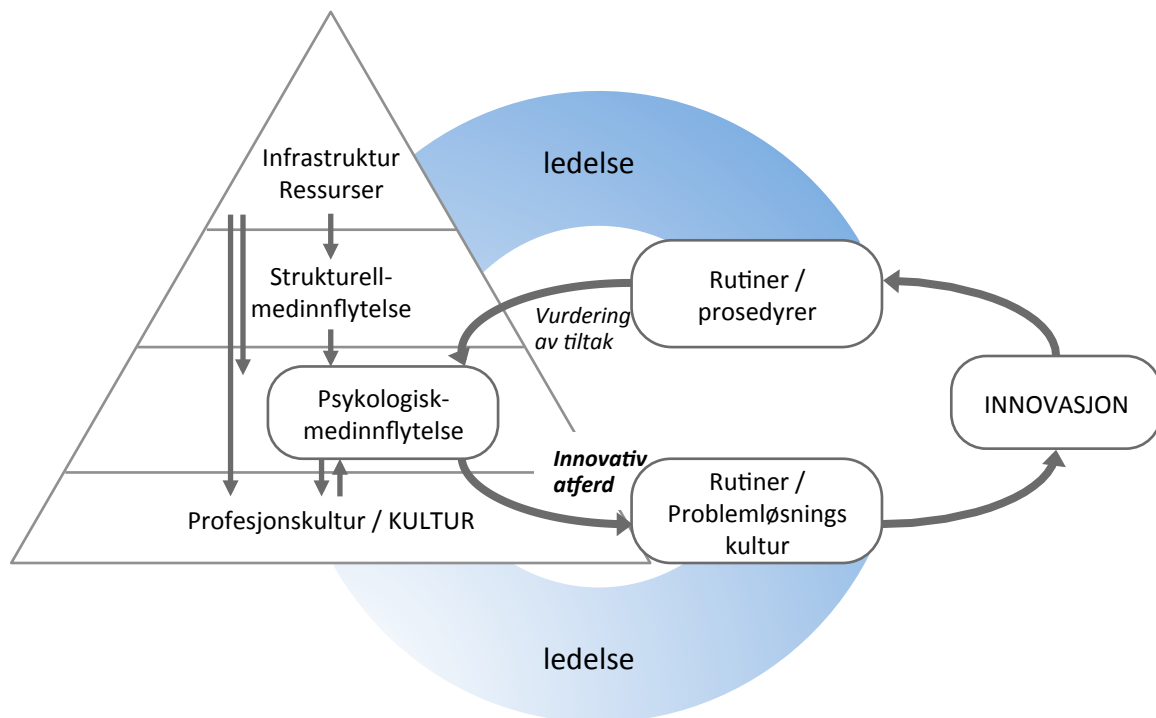 ledelse
Infrastruktur
Ressurser
Strukturell-
medinnflytelse
Rutiner /
prosedyrer
Vurdering
av tiltak
Psykologisk-
medinnflytelse
INNOVASJON
Innovativ
atferd
Rutiner /
Problemløsnings
kultur
Profesjonskultur / KULTUR
ledelse